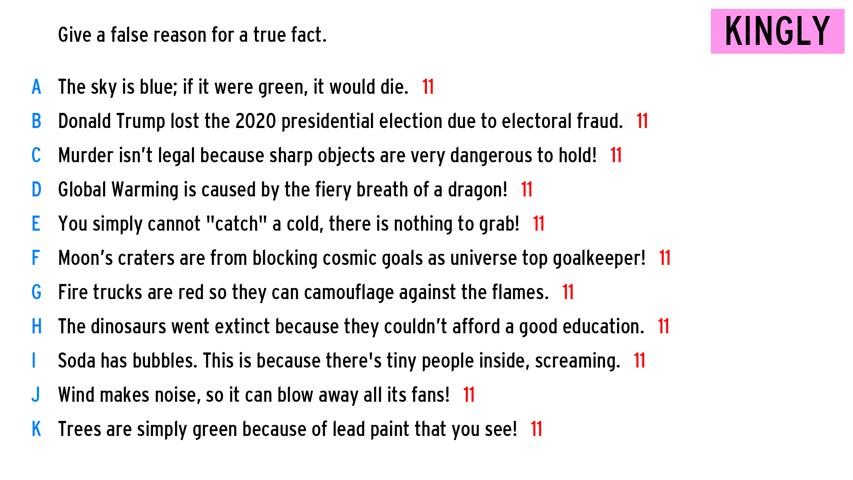 Give a false reason for a true fact.
KINGLY
A The sky is blue; if it were green, it would die. 11
B Donald Trump lost the 2020 presidential election due to electoral fraud. 11
C Murder isn't legal because sharp objects are very dangerous to hold! 11
D Global Warming is caused by the fiery breath of a dragon! 11
E You simply cannot "catch" a cold, there is nothing to grab! 11
F Moon's craters are from blocking cosmic goals as universe top goalkeeper! 11
G Fire trucks are red so they can camouflage against the flames. 11
H The dinosaurs went extinct because they couldn't afford a good education. 11
I Soda has bubbles. This is because there's tiny people inside, screaming. 11
J Wind makes noise, so it can blow away all its fans! 11
K Trees are simply green because of lead paint that you see! 11